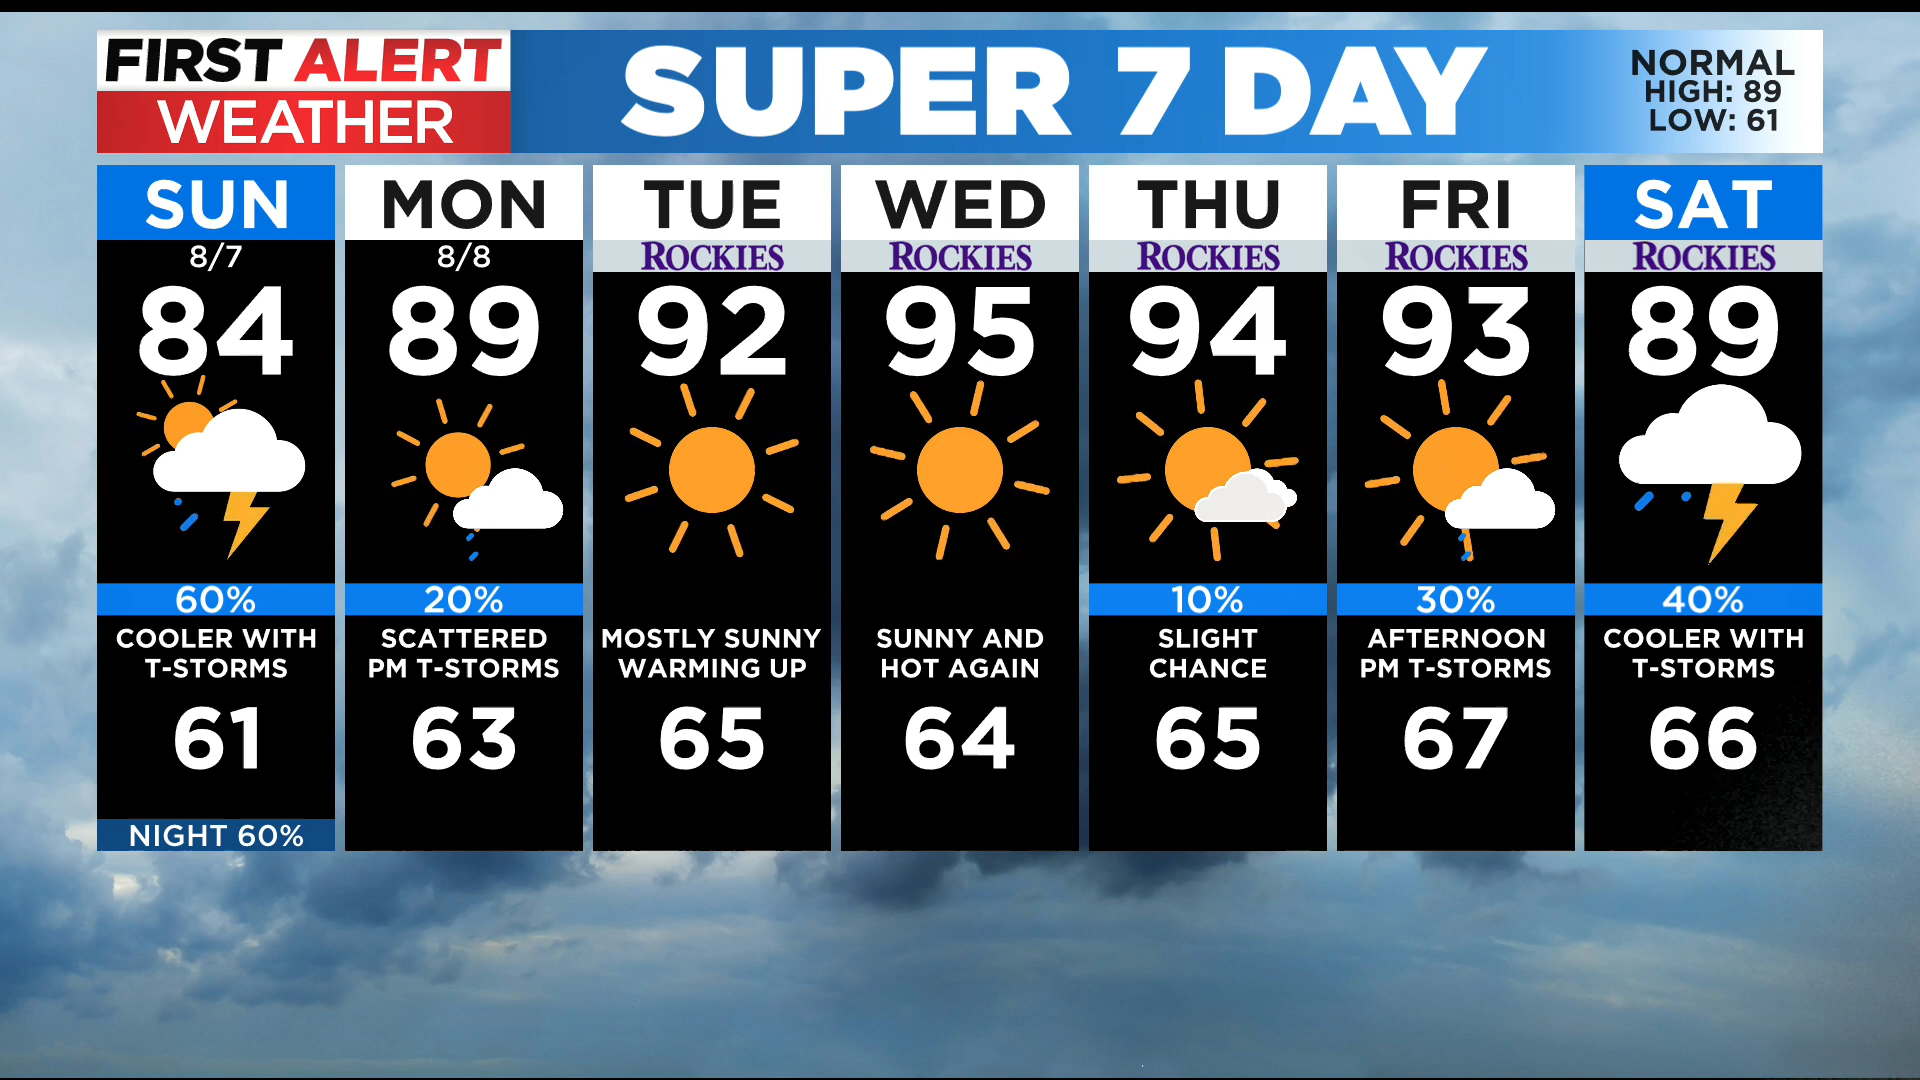 FIRST ALERT
WEATHER
SUPER 7 DAY
NORMAL
HIGH: 89
LOW: 61
SUN
8/7
84
60%
COOLER WITH
T-STORMS
61
NIGHT 60%
MON
8/8
89
20%
SCATTERED
PM T-STORMS
63
TUE
ROCKIES
92
MOSTLY SUNNY
WARMING UP
65
WED
ROCKIES
95
SUNNY AND
HOT AGAIN
64
THU
ROCKIES
94
10%
SLIGHT
CHANCE
65
FRI
ROCKIES
93
30%
AFTERNOON
PM T-STORMS
67
SAT
ROCKIES
89
40%
COOLER WITH
T-STORMS
66